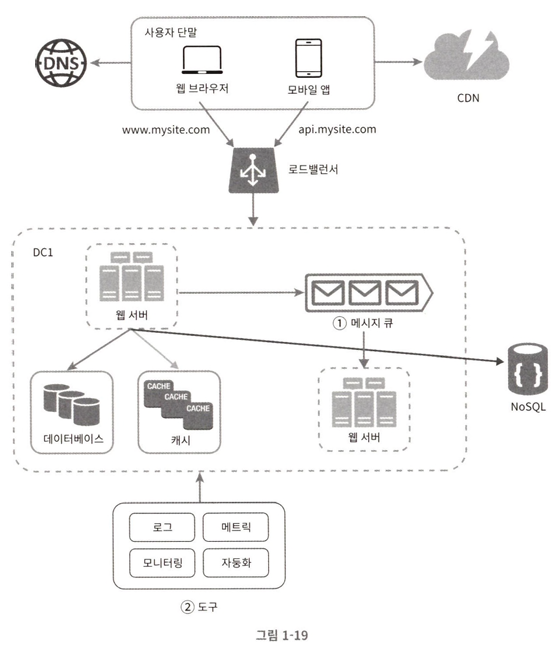 사용자 단말
DNS
웹 브라우저
모바일 앱
CDN
www.mysite.com
api.mysite.com
로드밸런서
DC1
웹 서버
① 메시지 큐
NoSQL
데이터베이스
CACHE
CACHE
CACHE
캐시
웹 서버
로그
메트릭
모니터링
자동화
② 도구
그림 1-19